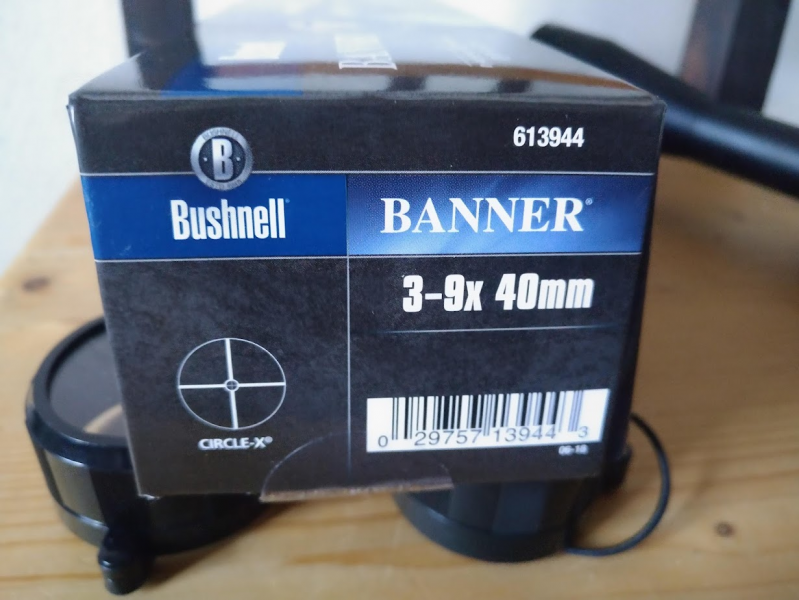 613944
B
Bushnell®
BANNER®
3-9x 40mm
CIRCLE-X®
0 29757 13944 3